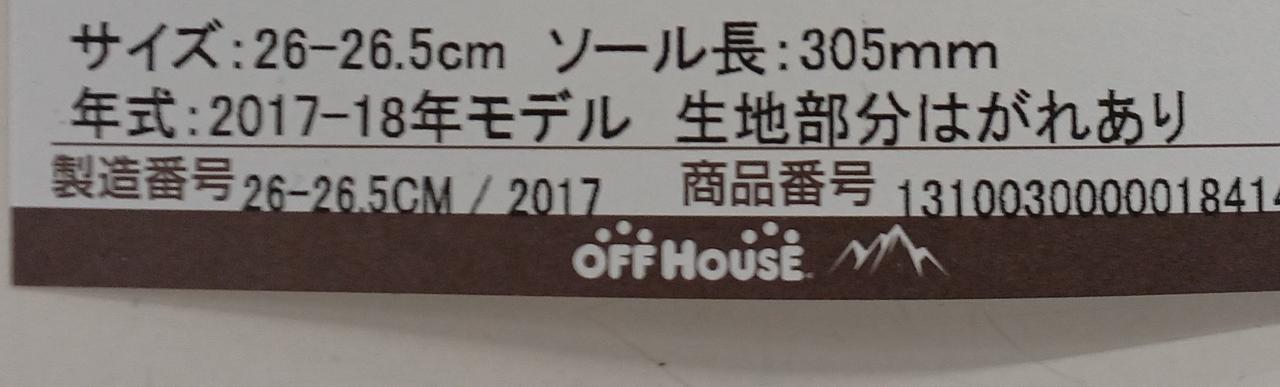 サイズ:26-26.5cm ソール長:305mm
年式:2017-18年モデル 生地部分はがれあり
製造番号 26-26.5CM / 2017 商品番号 13100300000018414
OFF HOUSE